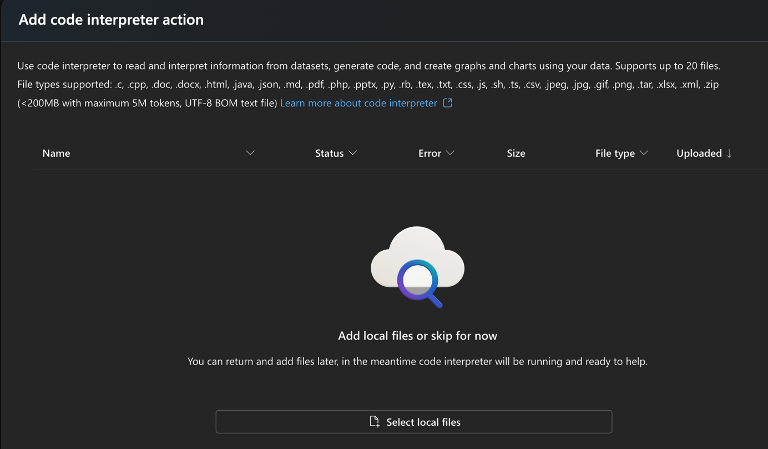 Add code interpreter action
Use code interpreter to read and interpret information from datasets, generate code, and create graphs and charts using your data. Supports up to 20 files.
File types supported: .c, .cpp, .doc, .docx, .html, .java, .json, .md, .pdf, .php, .pptx, .py, .rb, .tex, .txt, .css, .js, .sh, .ts, .csv, .jpeg, .jpg, .gif, .png, .tar, .xlsx, .xml, .zip
(<200MB with maximum 5M tokens, UTF-8 BOM text file) Learn more about code interpreter
Name Status Error Size File type Uploaded ↓
Add local files or skip for now
You can return and add files later, in the meantime code interpreter will be running and ready to help.
Select local files